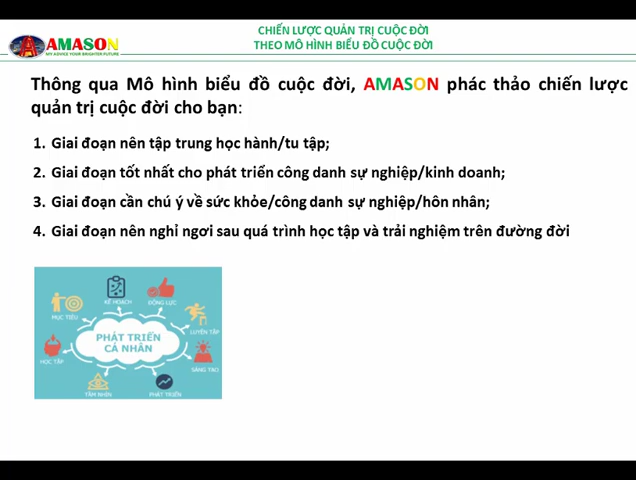 CHIẾN LƯỢC QUẢN TRỊ CUỘC ĐỜI
THEO MÔ HÌNH BIỂU ĐỒ CUỘC ĐỜI
AMASON
MY ADVICE YOUR BRIGHTER FUTURE
Thông qua Mô hình biểu đồ cuộc đời, AMASON phác thảo chiến lược
quản trị cuộc đời cho bạn:
1. Giai đoạn nên tập trung học hành/tu tập;
2. Giai đoạn tốt nhất cho phát triển công danh sự nghiệp/kinh doanh;
3. Giai đoạn cần chú ý về sức khỏe/công danh sự nghiệp/hôn nhân;
4. Giai đoạn nên nghỉ ngơi sau quá trình học tập và trải nghiệm trên đường đời
KẾ HOẠCH
ĐỘNG LỰC
MỤC TIÊU
LUYỆN TẬP
PHÁT TRIỂN
CÁ NHÂN
HỌC TẬP
SÁNG TẠO
TẦM NHÌN
PHÁT TRIỂN